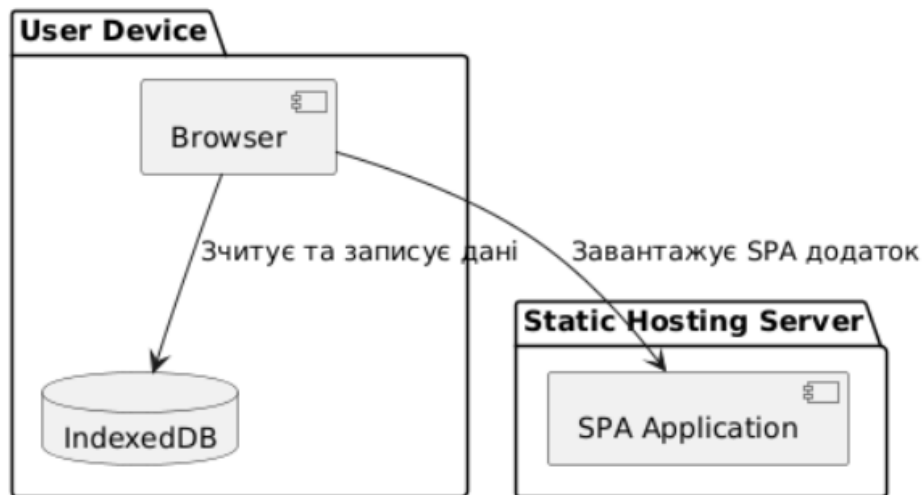 User Device
Browser
Зчитує та записує дані
Завантажує SPA додаток
Static Hosting Server
IndexedDB
SPA Application